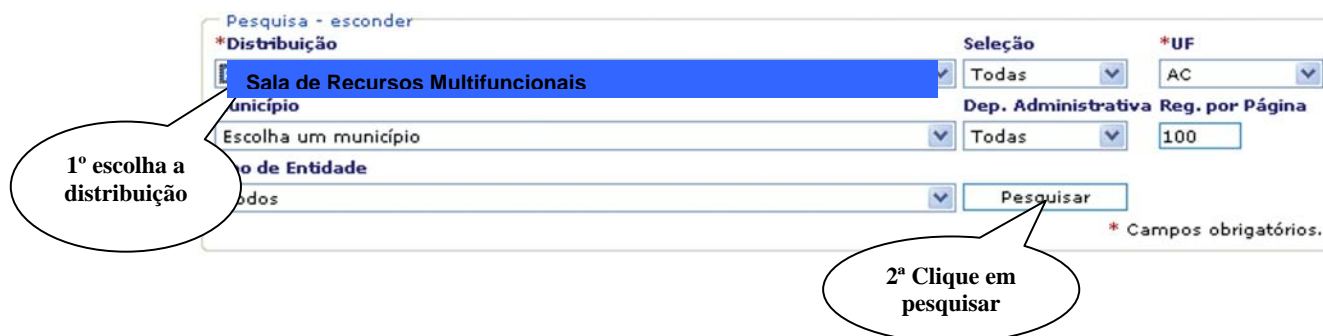 Pesquisa - esconder
*Distribuição Seleção *UF
Sala de Recursos Multifuncionais Todas AC
unicípio Dep. Administrativa Reg. por Página
Escolha um município Todas 100
1º escolha a
distribuição
po de Entidade
odos Pesquisar
* Campos obrigatórios.
2ª Clique em
pesquisar